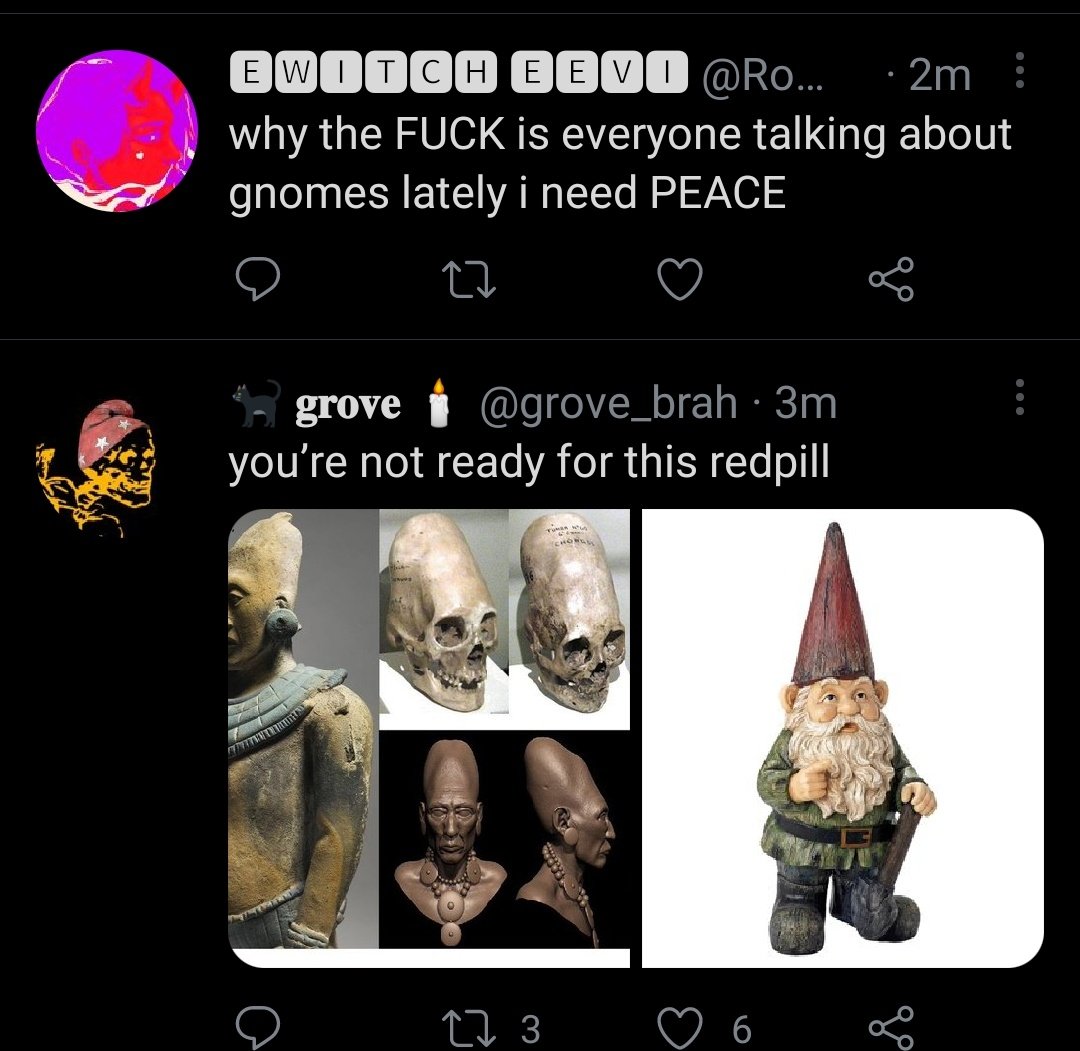 EWITCH EEVI @Ro... · 2m
why the FUCK is everyone talking about
gnomes lately i need PEACE
grove @grove_brah · 3m
you’re not ready for this redpill
3 6